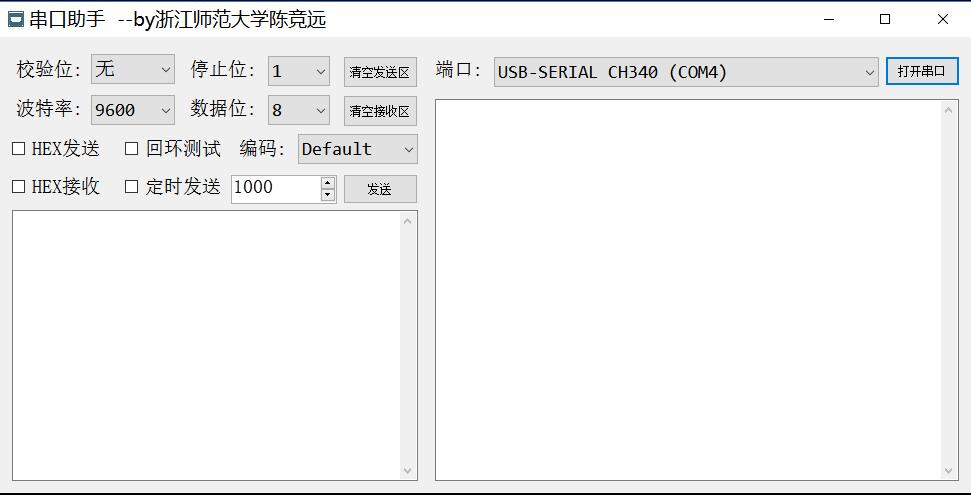 串口助手 --by浙江师范大学陈竞远
校验位: 无 停止位: 1 清空发送区 端口: USB-SERIAL CH340 (COM4) 打开串口
波特率: 9600 数据位: 8 清空接收区
HEX发送 回环测试 编码: Default
HEX接收 定时发送 1000 发送